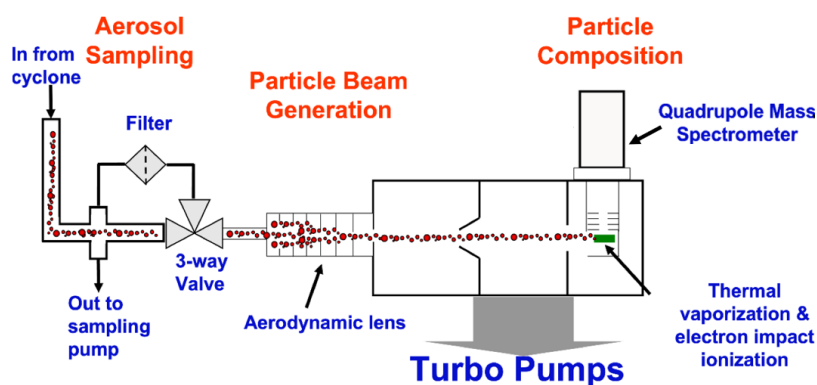 Aerosol
Sampling
In from
cyclone
Filter
3-way
Valve
Out to
sampling
pump
Particle Beam
Generation
Aerodynamic lens
Particle
Composition
Quadrupole Mass
Spectrometer
Thermal
vaporization &
electron impact
ionization
Turbo Pumps